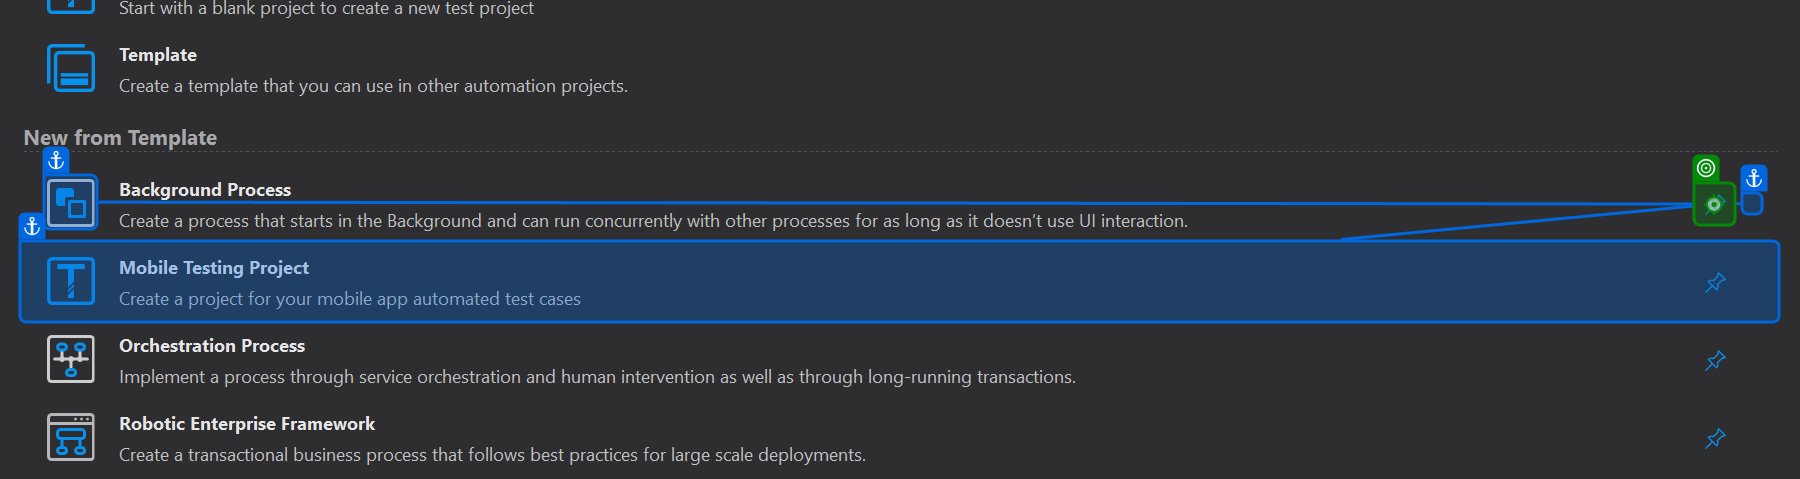 Start with a blank project to create a new test project
Template
Create a template that you can use in other automation projects.
New from Template
Background Process
Create a process that starts in the Background and can run concurrently with other processes for as long as it doesn’t use UI interaction.
Mobile Testing Project
Create a project for your mobile app automated test cases
Orchestration Process
Implement a process through service orchestration and human intervention as well as through long-running transactions.
Robotic Enterprise Framework
Create a transactional business process that follows best practices for large scale deployments.